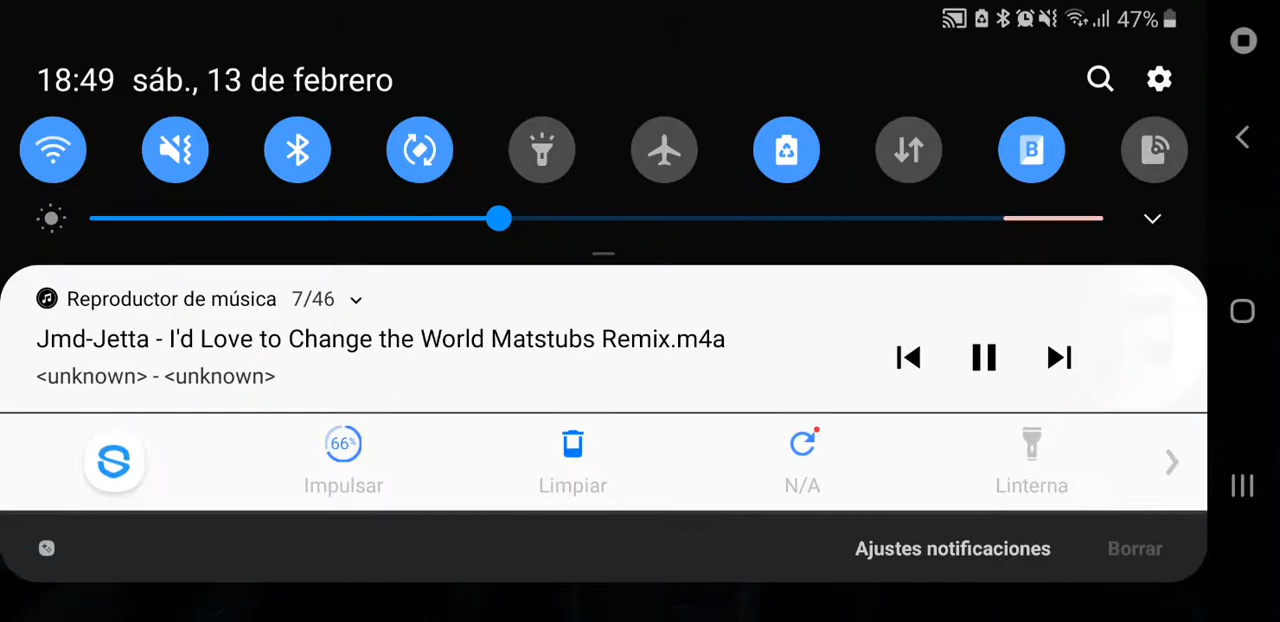 47%
18:49 sáb., 13 de febrero
B
Reproductor de música 7/46
Jmd-Jetta - I'd Love to Change the World Matstubs Remix.m4a
<unknown> - <unknown>
66%
Impulsar
Limpiar
N/A
Linterna
Ajustes notificaciones
Borrar